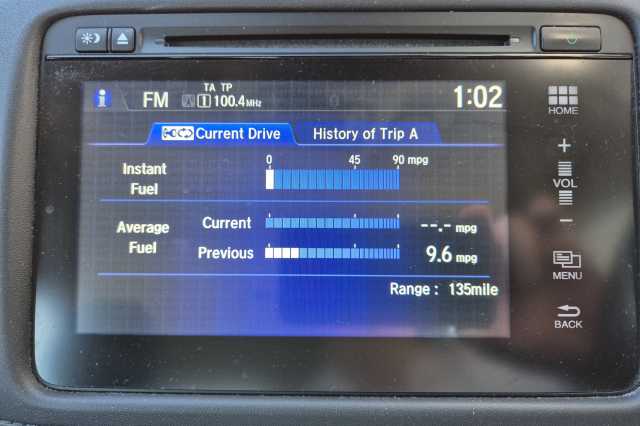 TA TP
FM 100.4MHz 1:02
Current Drive History of Trip A
0 45 90 mpg
Instant
Fuel
Average
Fuel
Current --.- mpg
Previous 9.6 mpg
Range : 135mile
HOME
+
VOL
−
MENU
BACK